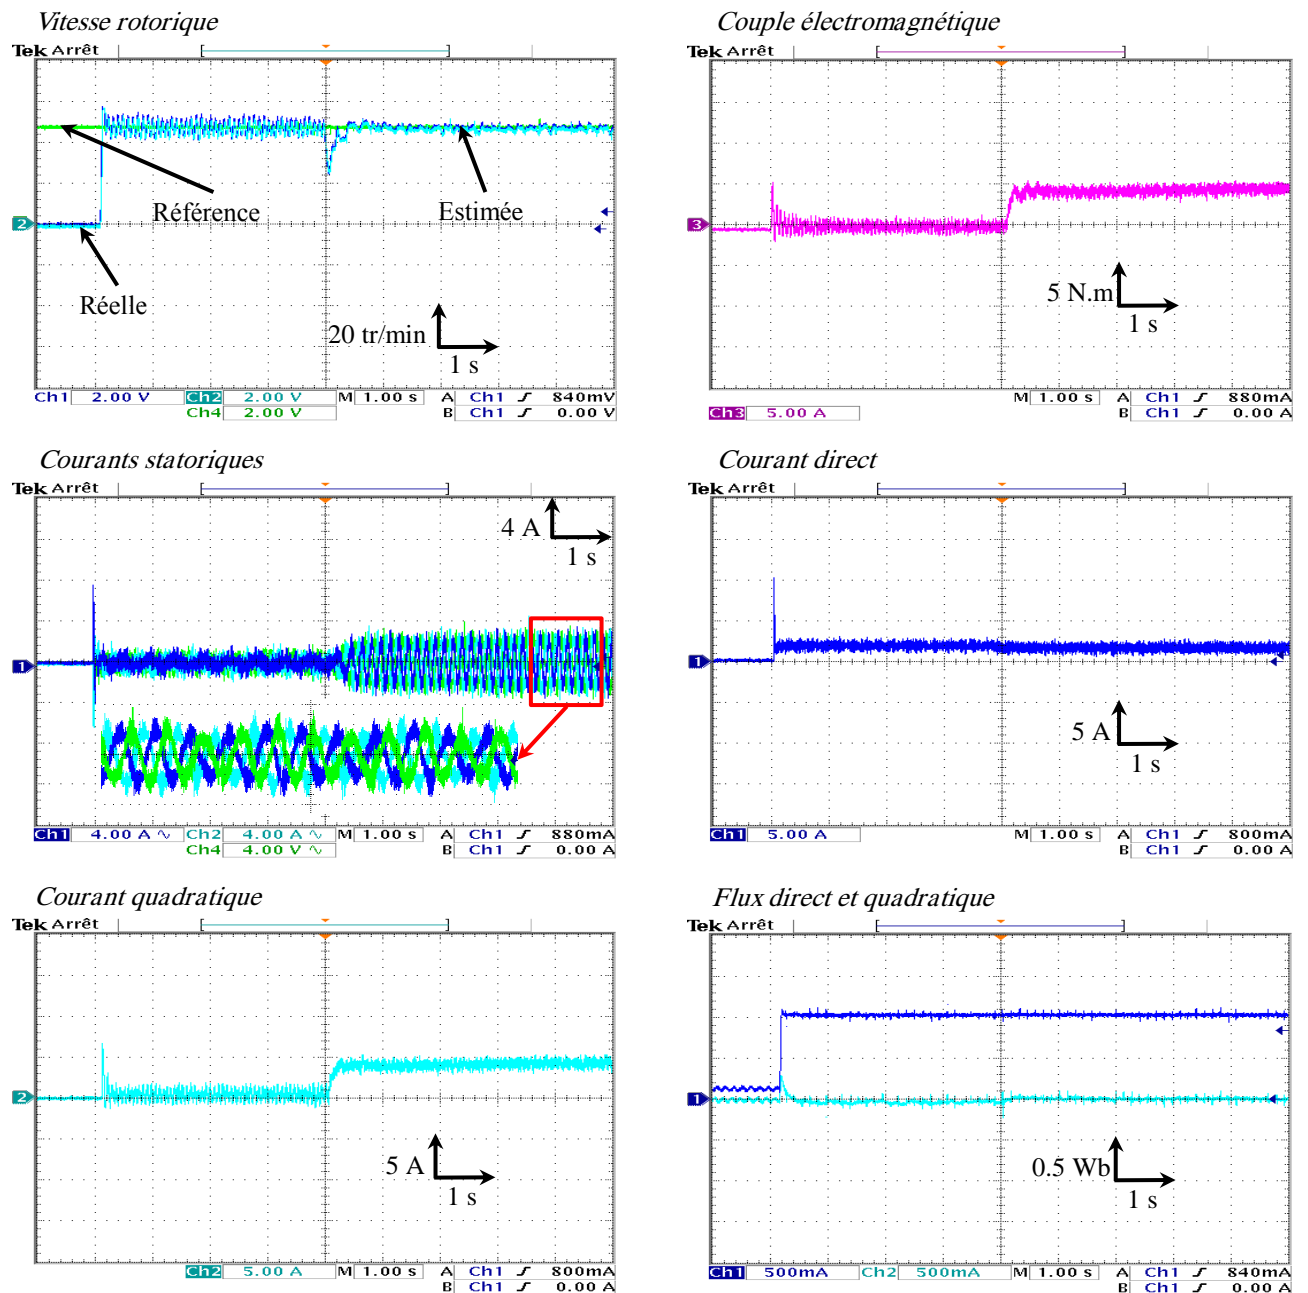 Vitesse rotorique
Tek Arrêt
Référence
Estimée
Réelle
20 tr/min
1 s
2
Ch1 2.00 V Ch2 2.00 V M 1.00 s A Ch1 840mV
Ch4 2.00 V B Ch1 0.00 V
Couple électromagnétique
Tek Arrêt
3
5 N.m
1 s
M 1.00 s A Ch1 880mA
Ch3 5.00 A B Ch1 0.00 A
Courants statoriques
Tek Arrêt
4 A
1 s
1
Ch1 4.00 A Ch2 4.00 A M 1.00 s A Ch1 880mA
Ch4 4.00 V B Ch1 0.00 A
Courant direct
Tek Arrêt
1
5 A
1 s
Ch1 5.00 A M 1.00 s A Ch1 800mA
B Ch1 0.00 A
Courant quadratique
Tek Arrêt
2
5 A
1 s
Ch2 5.00 A M 1.00 s A Ch1 800mA
B Ch1 0.00 A
Flux direct et quadratique
Tek Arrêt
1
0.5 Wb
1 s
Ch1 500mA Ch2 500mA M 1.00 s A Ch1 840mA
B Ch1 0.00 A